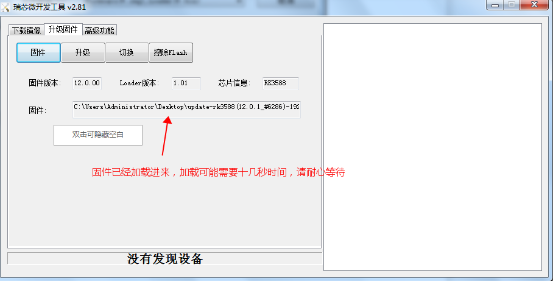 瑞芯微开发工具 v2.81
下载镜像 升级固件 高级功能
固件 升级 切换 擦除Flash
固件版本 12.0.00 Loader版本 1.01 芯片信息: RK3588
固件: C:\Users\Administrator\Desktop\update-rk3588(12.0.1_#6286)-192
双击可隐藏空白
固件已经加载进来，加载可能需要十几秒时间，请耐心等待
没有发现设备